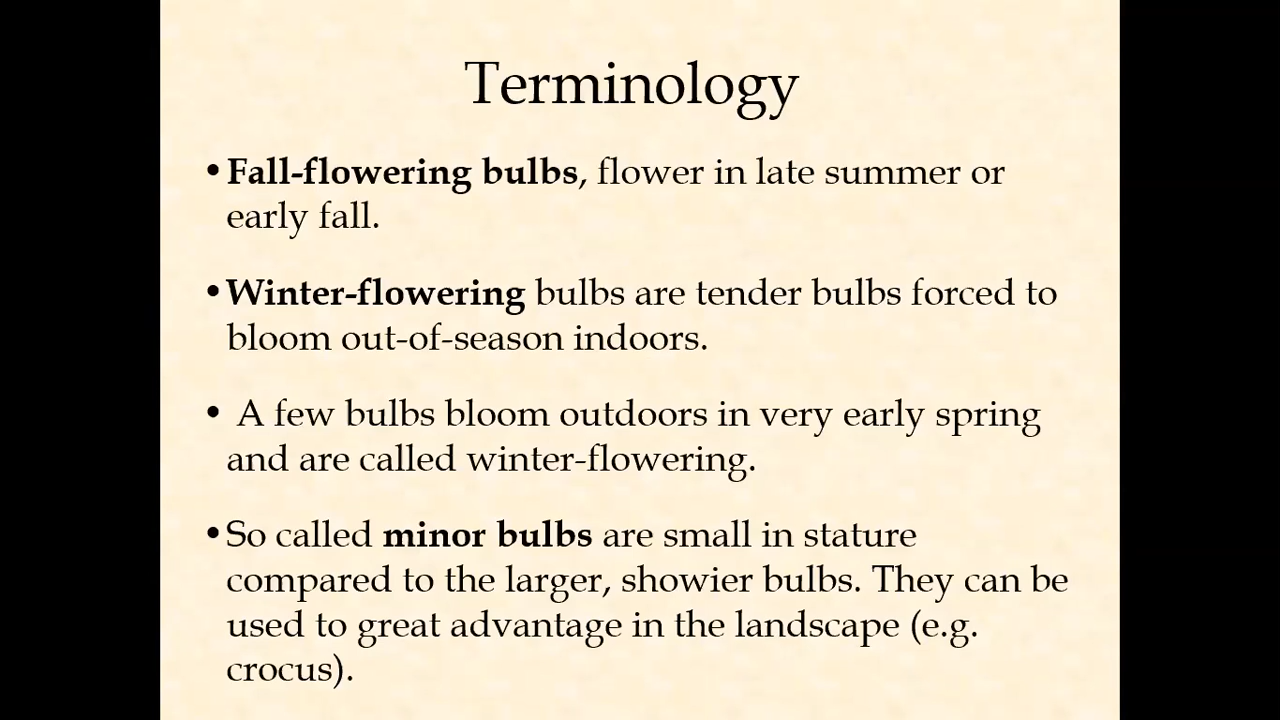 Terminology
•Fall-flowering bulbs, flower in late summer or
early fall.
•Winter-flowering bulbs are tender bulbs forced to
bloom out-of-season indoors.
• A few bulbs bloom outdoors in very early spring
and are called winter-flowering.
•So called minor bulbs are small in stature
compared to the larger, showier bulbs. They can be
used to great advantage in the landscape (e.g.
crocus).